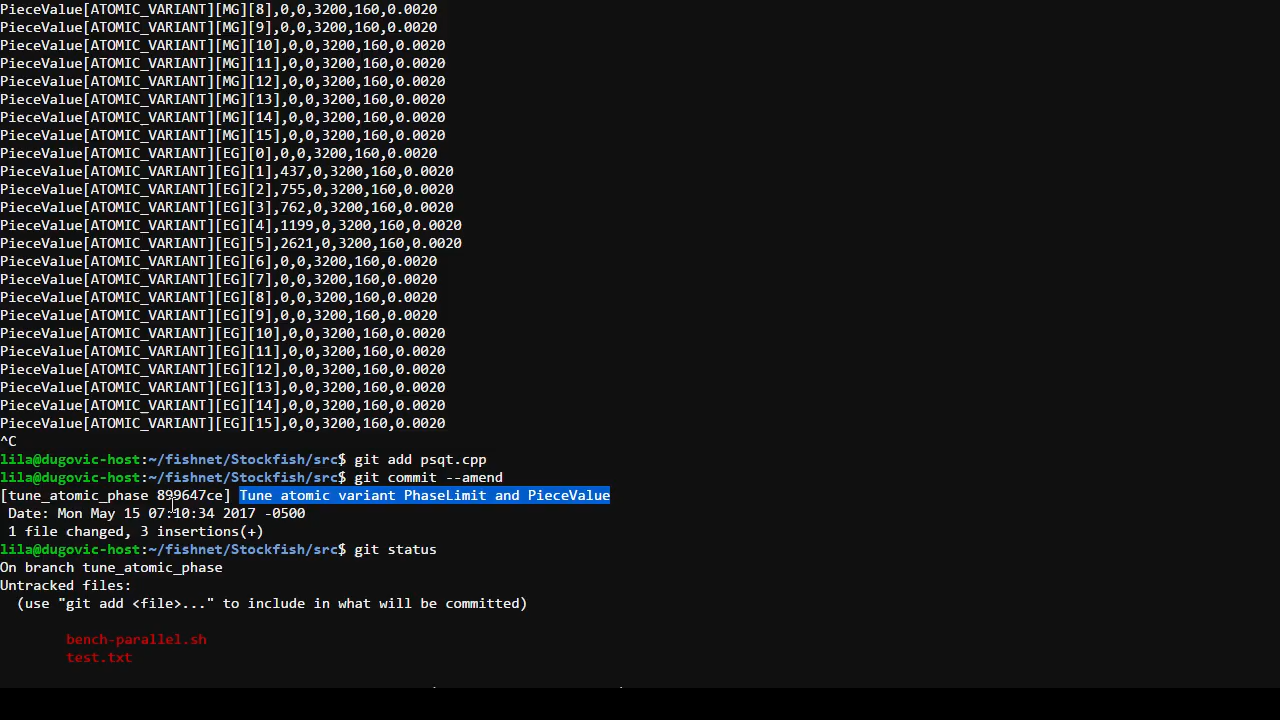 PieceValue[ATOMIC_VARIANT][MG][8],0,0,3200,160,0.0020
PieceValue[ATOMIC_VARIANT][MG][9],0,0,3200,160,0.0020
PieceValue[ATOMIC_VARIANT][MG][10],0,0,3200,160,0.0020
PieceValue[ATOMIC_VARIANT][MG][11],0,0,3200,160,0.0020
PieceValue[ATOMIC_VARIANT][MG][12],0,0,3200,160,0.0020
PieceValue[ATOMIC_VARIANT][MG][13],0,0,3200,160,0.0020
PieceValue[ATOMIC_VARIANT][MG][14],0,0,3200,160,0.0020
PieceValue[ATOMIC_VARIANT][MG][15],0,0,3200,160,0.0020
PieceValue[ATOMIC_VARIANT][EG][0],0,0,3200,160,0.0020
PieceValue[ATOMIC_VARIANT][EG][1],437,0,3200,160,0.0020
PieceValue[ATOMIC_VARIANT][EG][2],755,0,3200,160,0.0020
PieceValue[ATOMIC_VARIANT][EG][3],762,0,3200,160,0.0020
PieceValue[ATOMIC_VARIANT][EG][4],1199,0,3200,160,0.0020
PieceValue[ATOMIC_VARIANT][EG][5],2621,0,3200,160,0.0020
PieceValue[ATOMIC_VARIANT][EG][6],0,0,3200,160,0.0020
PieceValue[ATOMIC_VARIANT][EG][7],0,0,3200,160,0.0020
PieceValue[ATOMIC_VARIANT][EG][8],0,0,3200,160,0.0020
PieceValue[ATOMIC_VARIANT][EG][9],0,0,3200,160,0.0020
PieceValue[ATOMIC_VARIANT][EG][10],0,0,3200,160,0.0020
PieceValue[ATOMIC_VARIANT][EG][11],0,0,3200,160,0.0020
PieceValue[ATOMIC_VARIANT][EG][12],0,0,3200,160,0.0020
PieceValue[ATOMIC_VARIANT][EG][13],0,0,3200,160,0.0020
PieceValue[ATOMIC_VARIANT][EG][14],0,0,3200,160,0.0020
PieceValue[ATOMIC_VARIANT][EG][15],0,0,3200,160,0.0020
^C
lila@dugovic-host:~/fishnet/Stockfish/src$ git add psqt.cpp
lila@dugovic-host:~/fishnet/Stockfish/src$ git commit --amend
[tune_atomic_phase 899647ce] Tune atomic variant PhaseLimit and PieceValue
Date: Mon May 15 07:10:34 2017 -0500
1 file changed, 3 insertions(+)
lila@dugovic-host:~/fishnet/Stockfish/src$ git status
On branch tune_atomic_phase
Untracked files:
(use "git add <file>..." to include in what will be committed)
bench-parallel.sh
test.txt